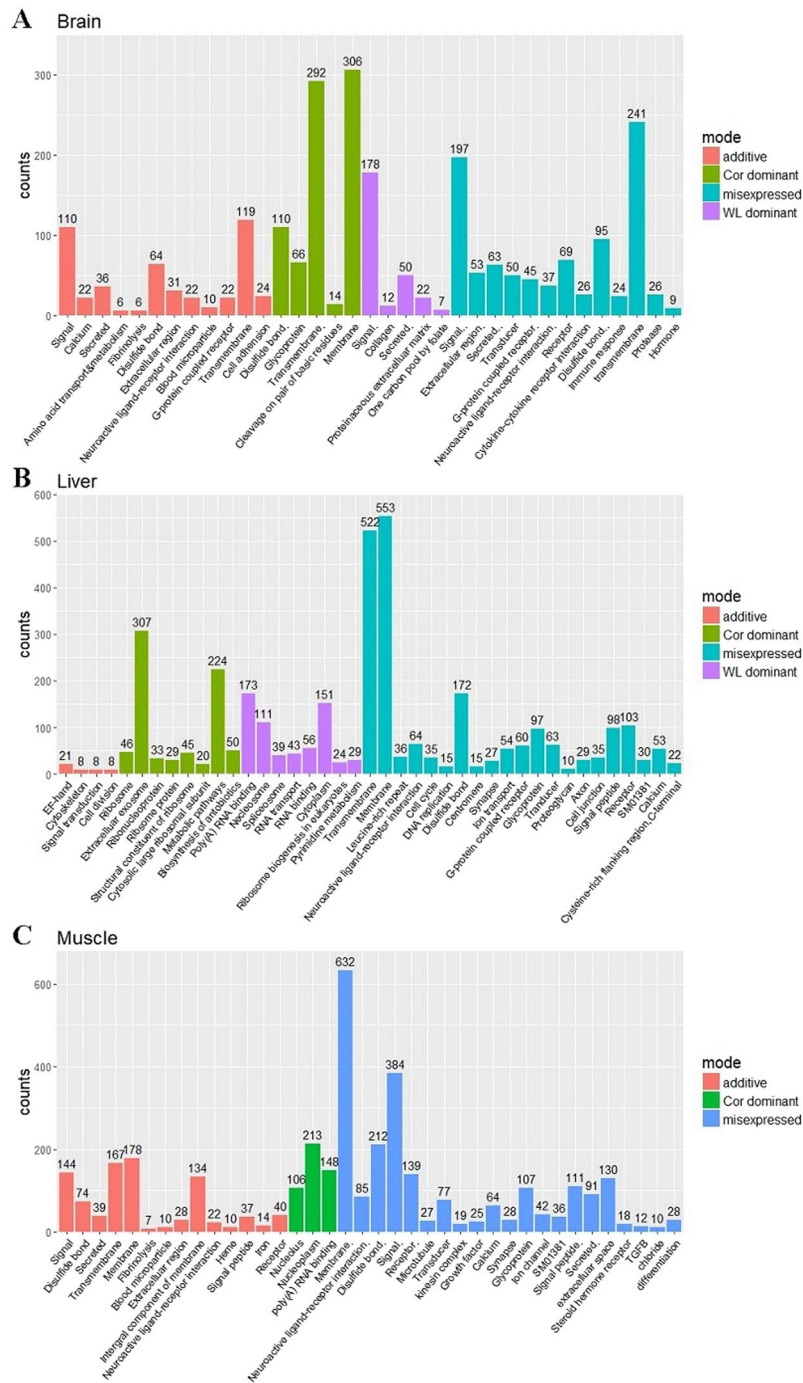 A Brain
counts
300
200
100
0
110
22
36
6
6
64
31
22
10
22
119
24
110
66
292
14
306
178
12
50
22
7
197
53
63
50
45
37
69
26
95
24
241
26
9
Signal
Calcium
Secreted
Amino acid transport&metabolism
Fibrinolysis
Disulfide bond
Extracellular region
Neuroactive ligand-receptor interaction
Blood microparticle
G-protein coupled receptor
Transmembrane
Cell adhension
Disulfide bond.
Glycoprotein
Transmembrane.
Cleavage on pair of basic residues
Membrane
Signal.
Collagen
Secreted.
Proteinaceous extracelluar matrix
One carbon pool by folate
Signal..
Extracellular region.
Secreted..
Transducer
G-protein coupled receptor.
Neuroactive ligand-receptor interaction.
Receptor
Cytokine-cytokine receptor interaction
Disulfide bond..
Immune response
transmembrane
Protease
Hormone
mode
additive
Cor dominant
misexpressed
WL dominant
B Liver
counts
600
500
400
300
200
100
0
21
8
8
8
46
307
33
29
45
20
224
50
173
111
39
43
56
151
24
29
522
553
36
64
35
15
172
15
27
54
60
97
63
10
29
35
98
103
30
53
22
EF-hand
Cytoskeleton
Signal transduction
Cell division
Ribosome
Extracellular exosome
Ribonucleoprotein
Ribosome protein
Structural constituent of ribosome
Cytosolic large ribosomal subunit
Metabolic pathways
Biosynthesis of antobiotics
Poly(A) RNA binding
Necleosome
Spliceosome
RNA transport
RNA binding
Cytoplasm
Ribosome biogenesis in eukaryotes
Pyrimidine metabolism
Transmembrane
Membrane
Leucine-rich repeat
Neuroactive ligand-receptor interaction
Cell cycle
DNA replication
Disulfide bond
Centromere
Synapse
Ion transport
G-protein coupled receptor
Glycoprotein
Tranducer
Proteoglycan
Axon
Cell junction
Signal peptide
Receptor
SM01381
Calcium
Cysteine-rich flanking region,C-terminal
mode
additive
Cor dominant
misexpressed
WL dominant
C Muscle
counts
600
400
200
0
144
74
39
167
178
7
10
28
134
22
10
37
14
40
106
213
148
632
85
212
384
139
27
77
19
25
64
28
107
42
36
111
91
130
18
12
10
28
Signal
Disulfide bond
Secreted
Transmembrane
Membrane
Fibrinolysis
Blood microparticle
Extracelluar region
Intergral component of membrane
Neuroactive ligand-receptor interaction
Heme
Signal peptide
Iron
Receptor
Nucleolus
Nucleoplasm
poly(A) RNA binding
Membrane.
Neuroactive ligand-receptor interaction.
Disulfide bond.
Signal.
Receptor.
Microtubule
Transducer
kinesin complex
Growth factor
Calcium
Synapse
Glycoprotein
Ion channel
SM01381
Signal peptide.
Secreted.
extracelluar space
Steroid hormone receptor
TGFB
chloride
differentiation
mode
additive
Cor dominant
misexpressed